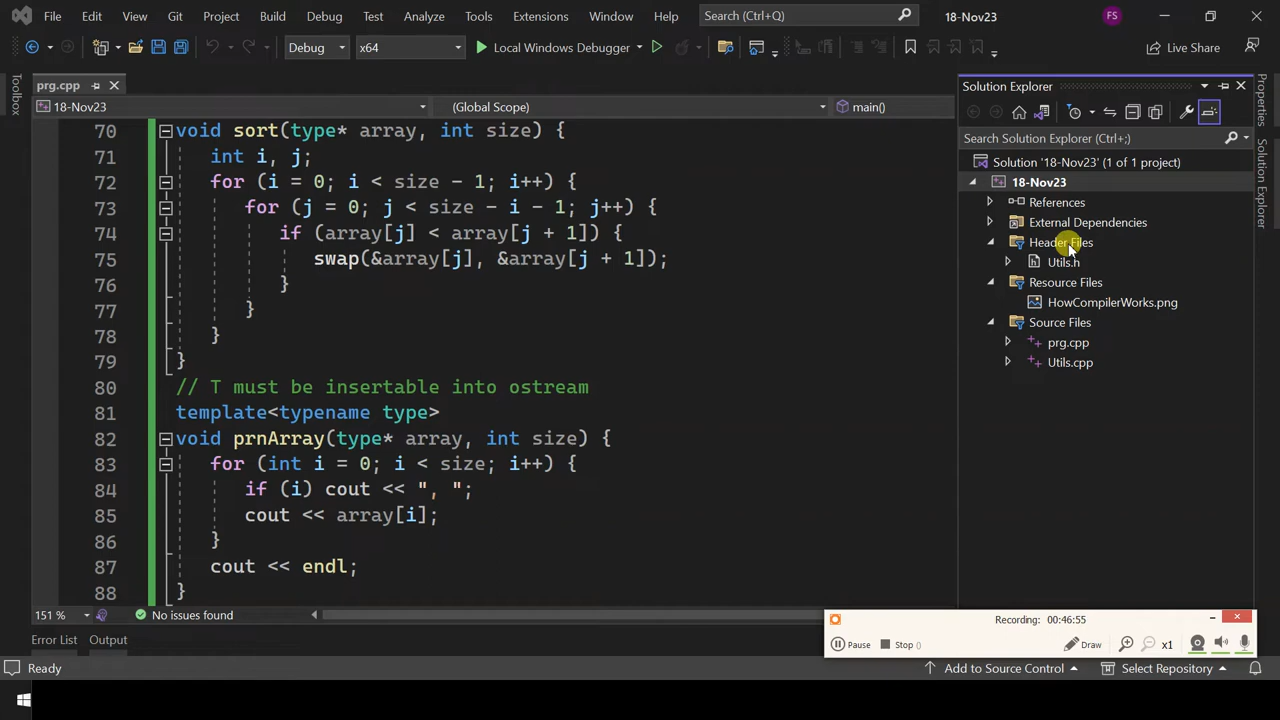 File Edit View Git Project Build Debug Test Analyze Tools Extensions Window Help Search (Ctrl+Q) 18-Nov23 FS
Debug x64 Local Windows Debugger Live Share
Toolbox
prg.cpp
18-Nov23 (Global Scope) main()
70 void sort(type* array, int size) {
71 int i, j;
72 for (i = 0; i < size - 1; i++) {
73 for (j = 0; j < size - i - 1; j++) {
74 if (array[j] < array[j + 1]) {
75 swap(&array[j], &array[j + 1]);
76 }
77 }
78 }
79 }
80 // T must be insertable into ostream
81 template<typename type>
82 void prnArray(type* array, int size) {
83 for (int i = 0; i < size; i++) {
84 if (i) cout << ", ";
85 cout << array[i];
86 }
87 cout << endl;
88 }
151 % No issues found
Solution Explorer
Search Solution Explorer (Ctrl+;)
Solution '18-Nov23' (1 of 1 project)
18-Nov23
References
External Dependencies
Header Files
Utils.h
Resource Files
HowCompilerWorks.png
Source Files
prg.cpp
Utils.cpp
Properties
Solution Explorer
Recording: 00:46:55
Pause Stop () Draw x1
Error List Output
Ready Add to Source Control Select Repository